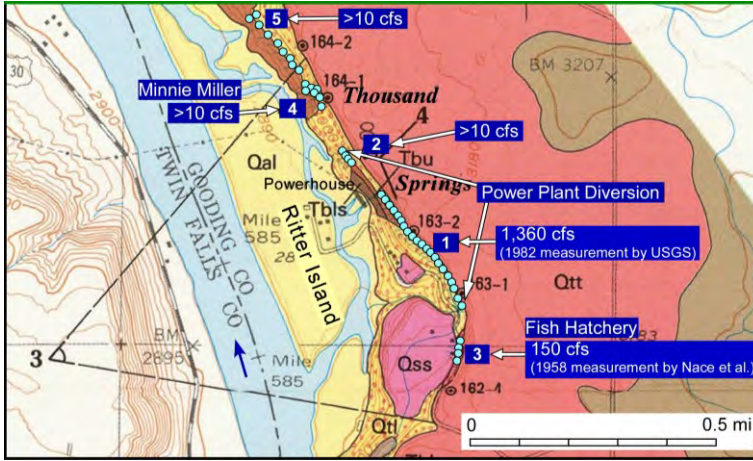 5
>10 cfs
164-2
30
Minnie Miller
>10 cfs
4
164-1
BM 3207
Thousand
2900
4
2
>10 cfs
Qal
Tbu
3180
GOODING CO
TWIN FALLS CO
Powerhouse
Springs
Power Plant Diversion
Mile
585
28
Tbls
Ritter Island
163-2
1
1,360 cfs
(1982 measurement by USGS)
63-1
Qtt
Fish Hatchery
3
BM
2695
Mile
585
Qss
3
150 cfs
(1958 measurement by Nace et al.)
162-4
Qtl
0
0.5 mi